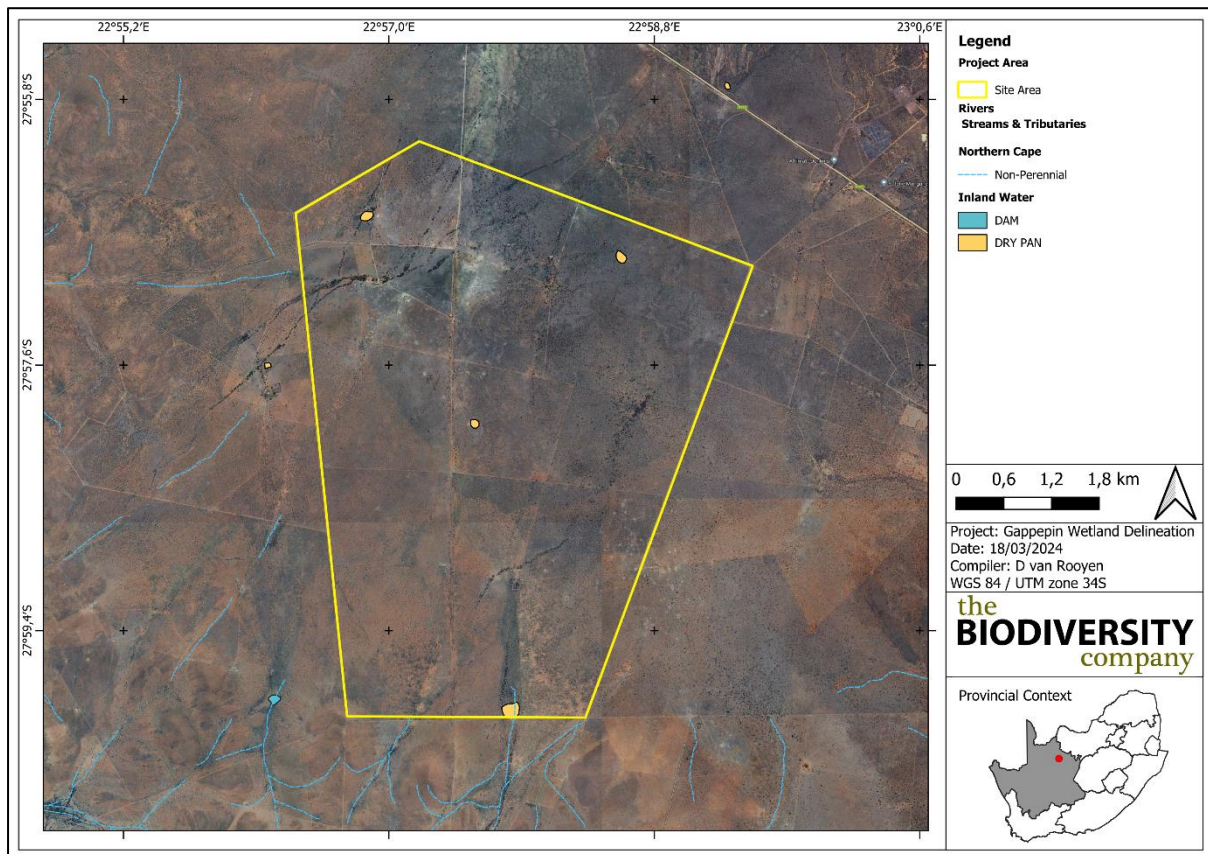 22°55,2'E 22°57,0'E 22°58,8'E 23°0,6'E
27°55,8'S
27°57,6'S
27°59,4'S
Legend
Project Area
Site Area
Rivers
Streams & Tributaries
Northern Cape
Non-Perennial
Inland Water
DAM
DRY PAN
0 0,6 1,2 1,8 km
Project: Gappepin Wetland Delineation
Date: 18/03/2024
Compiler: D van Rooyen
WGS 84 / UTM zone 34S
the
BIODIVERSITY
company
Provincial Context